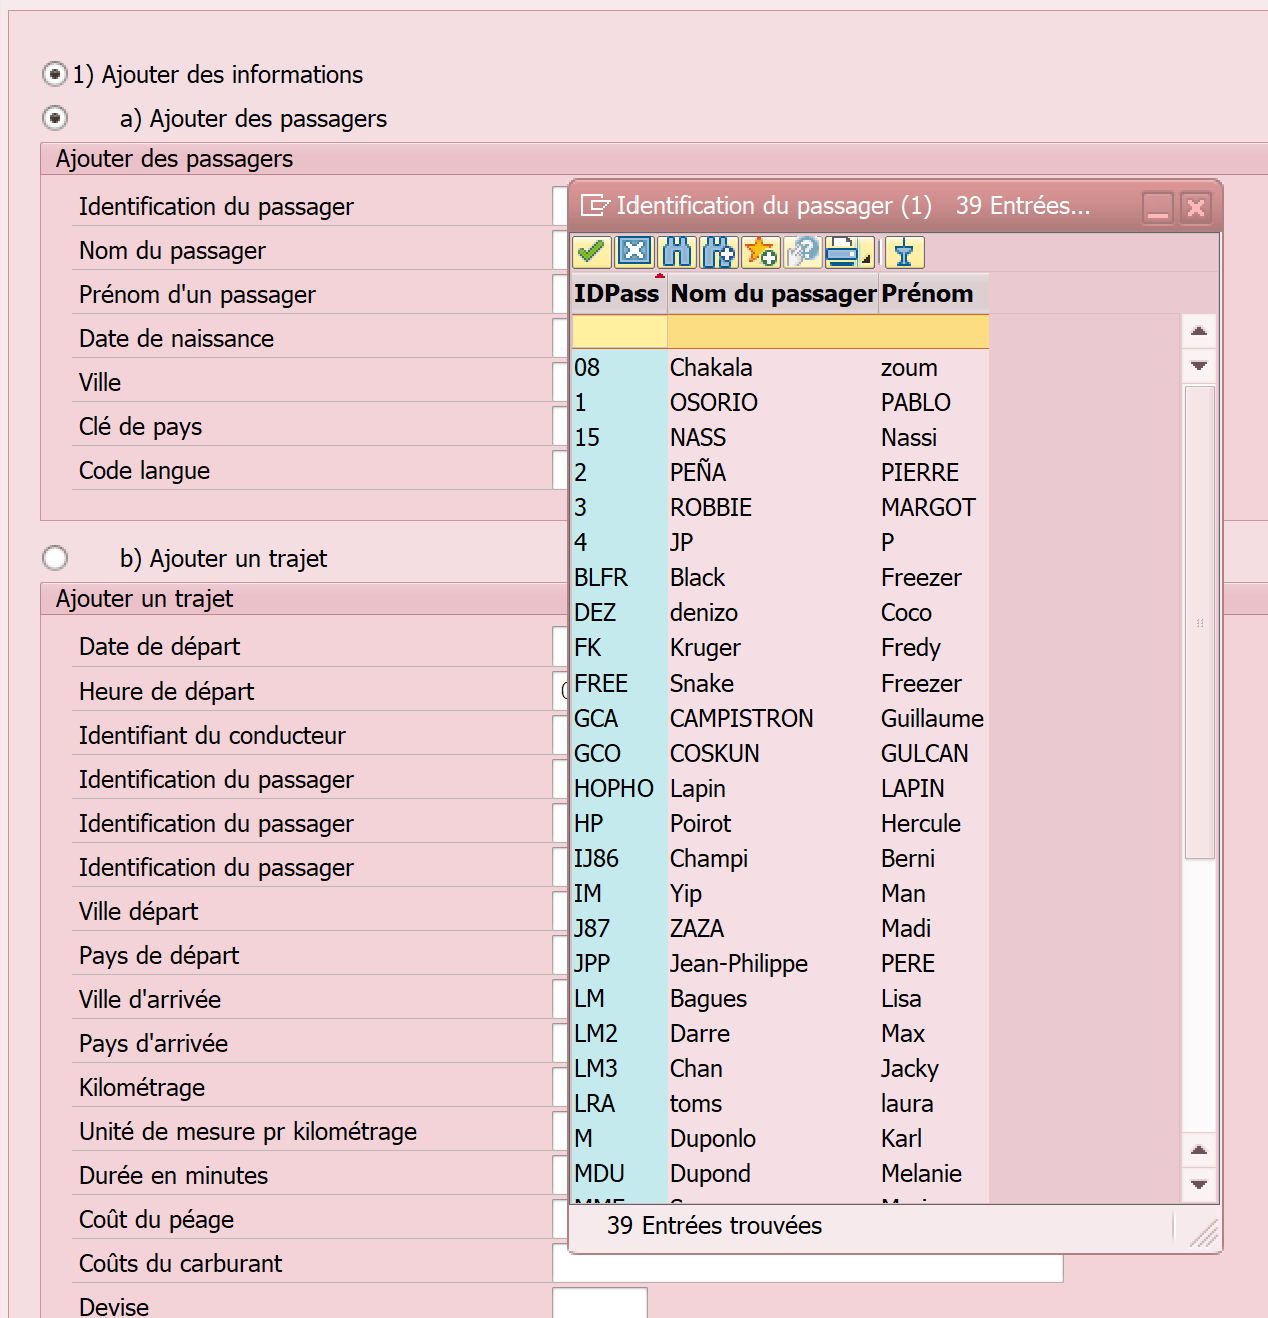 1) Ajouter des informations
a) Ajouter des passagers
Ajouter des passagers
Identification du passager
Nom du passager
Prénom d'un passager
Date de naissance
Ville
Clé de pays
Code langue
b) Ajouter un trajet
Ajouter un trajet
Date de départ
Heure de départ
Identifiant du conducteur
Identification du passager
Identification du passager
Identification du passager
Ville départ
Pays de départ
Ville d'arrivée
Pays d'arrivée
Kilométrage
Unité de mesure pr kilométrage
Durée en minutes
Coût du péage
Coûts du carburant
Devise
Identification du passager (1) 39 Entrées...
IDPass Nom du passager Prénom
08 Chakala zoum
1 OSORIO PABLO
15 NASS Nassi
2 PEÑA PIERRE
3 ROBBIE MARGOT
4 JP P
BLFR Black Freezer
DEZ denizo Coco
FK Kruger Fredy
FREE Snake Freezer
GCA CAMPISTRON Guillaume
GCO COSKUN GULCAN
HOPHO Lapin LAPIN
HP Poirot Hercule
IJ86 Champi Berni
IM Yip Man
J87 ZAZA Madi
JPP Jean-Philippe PERE
LM Bagues Lisa
LM2 Darre Max
LM3 Chan Jacky
LRA toms laura
M Duponlo Karl
MDU Dupond Melanie
39 Entrées trouvées